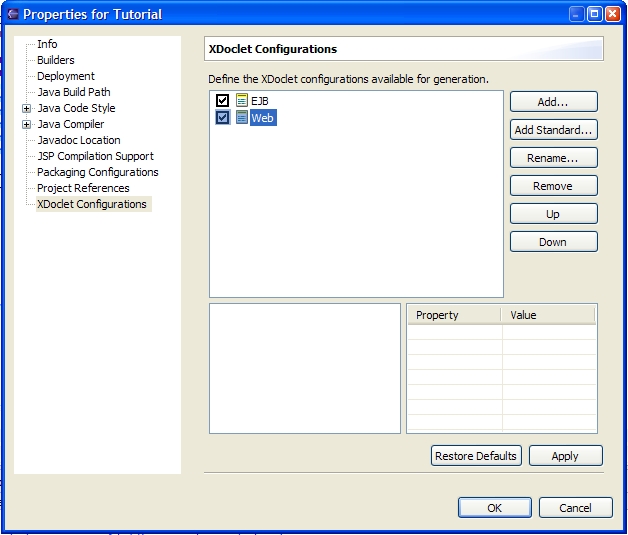 Properties for Tutorial
Info
Builders
Deployment
Java Build Path
Java Code Style
Java Compiler
Javadoc Location
JSP Compilation Support
Packaging Configurations
Project References
XDoclet Configurations
XDoclet Configurations
Define the XDoclet configurations available for generation.
EJB
Web
Add...
Add Standard...
Rename...
Remove
Up
Down
Property Value
Restore Defaults Apply
OK Cancel